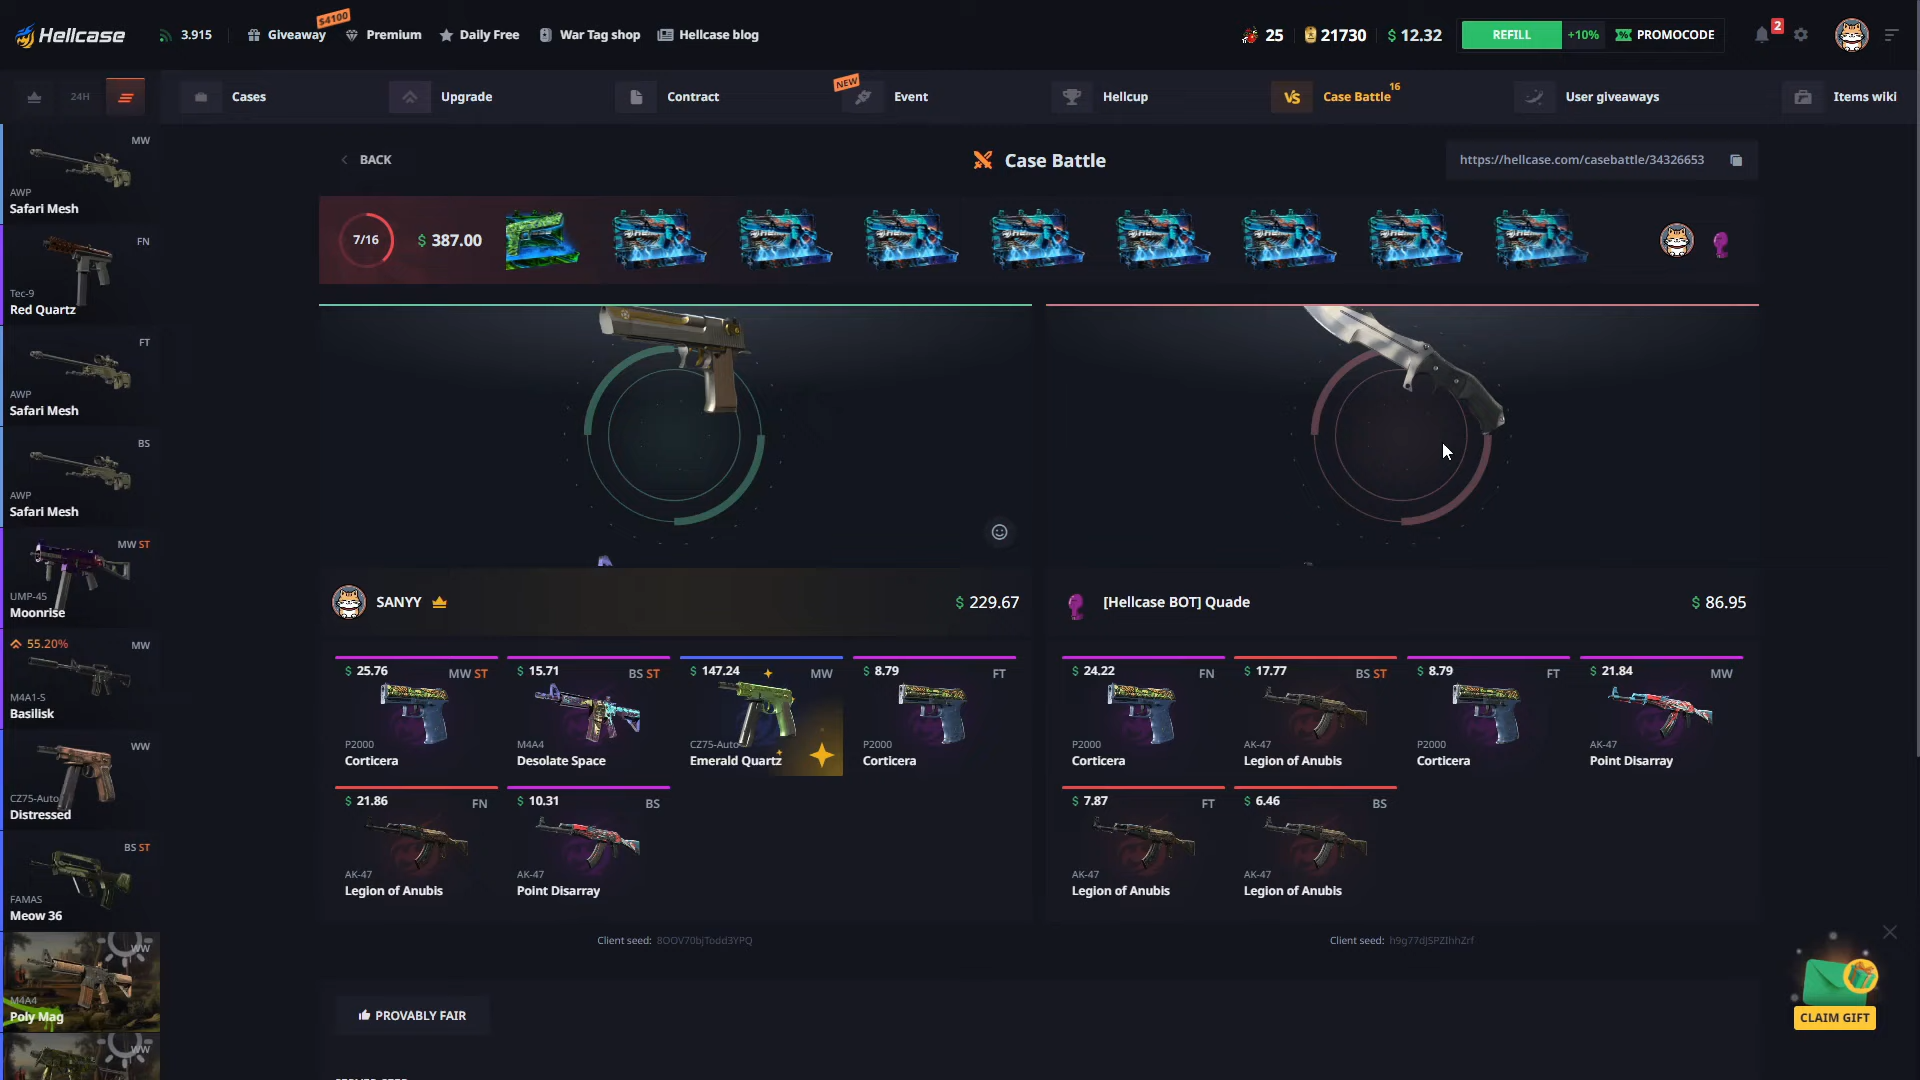 Hellcase
3.915
Giveaway
$4100
Premium
Daily Free
War Tag shop
Hellcase blog
25
21730
$ 12.32
REFILL
+10%
PROMOCODE
2
24H
Cases
Upgrade
Contract
NEW
Event
Hellcup
VS
Case Battle
16
User giveaways
Items wiki
BACK
Case Battle
https://hellcase.com/casebattle/34326653
7/16
$ 387.00
MW
AWP
Safari Mesh
FN
Tec-9
Red Quartz
FT
AWP
Safari Mesh
BS
AWP
Safari Mesh
MW ST
UMP-45
Moonrise
55.20%
MW
M4A1-S
Basilisk
WW
CZ75-Auto
Distressed
BS ST
FAMAS
Meow 36
WW
M4A4
Poly Mag
WW
SANYY
$ 229.67
$ 25.76
MW ST
P2000
Corticera
$ 15.71
BS ST
M4A4
Desolate Space
$ 147.24
MW
CZ75-Auto
Emerald Quartz
$ 8.79
FT
P2000
Corticera
$ 21.86
FN
AK-47
Legion of Anubis
$ 10.31
BS
AK-47
Point Disarray
[Hellcase BOT] Quade
$ 86.95
$ 24.22
FN
P2000
Corticera
$ 17.77
BS ST
AK-47
Legion of Anubis
$ 8.79
FT
P2000
Corticera
$ 21.84
MW
AK-47
Point Disarray
$ 7.87
FT
AK-47
Legion of Anubis
$ 6.46
BS
AK-47
Legion of Anubis
Client seed:
Client seed:
PROVABLY FAIR
CLAIM GIFT